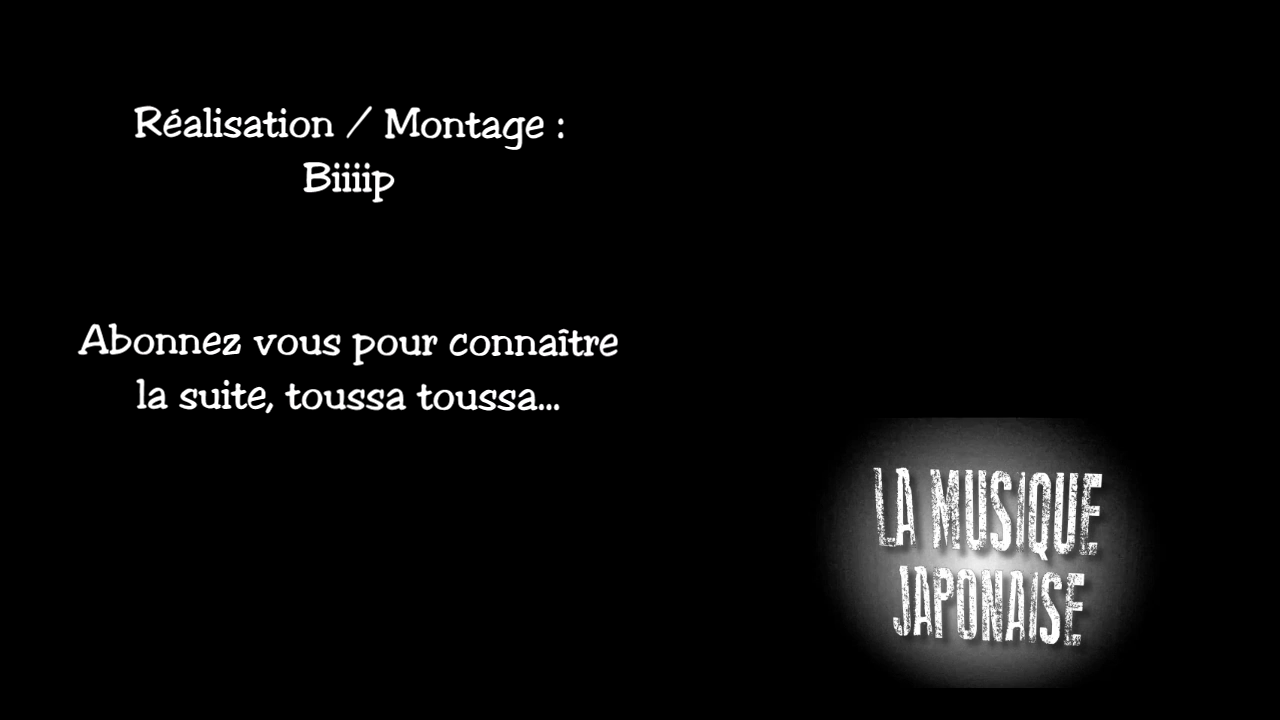 Réalisation / Montage :
Biiiip
Abonnez vous pour connaître
la suite, toussa toussa...
LA MUSIQUE
JAPONAISE